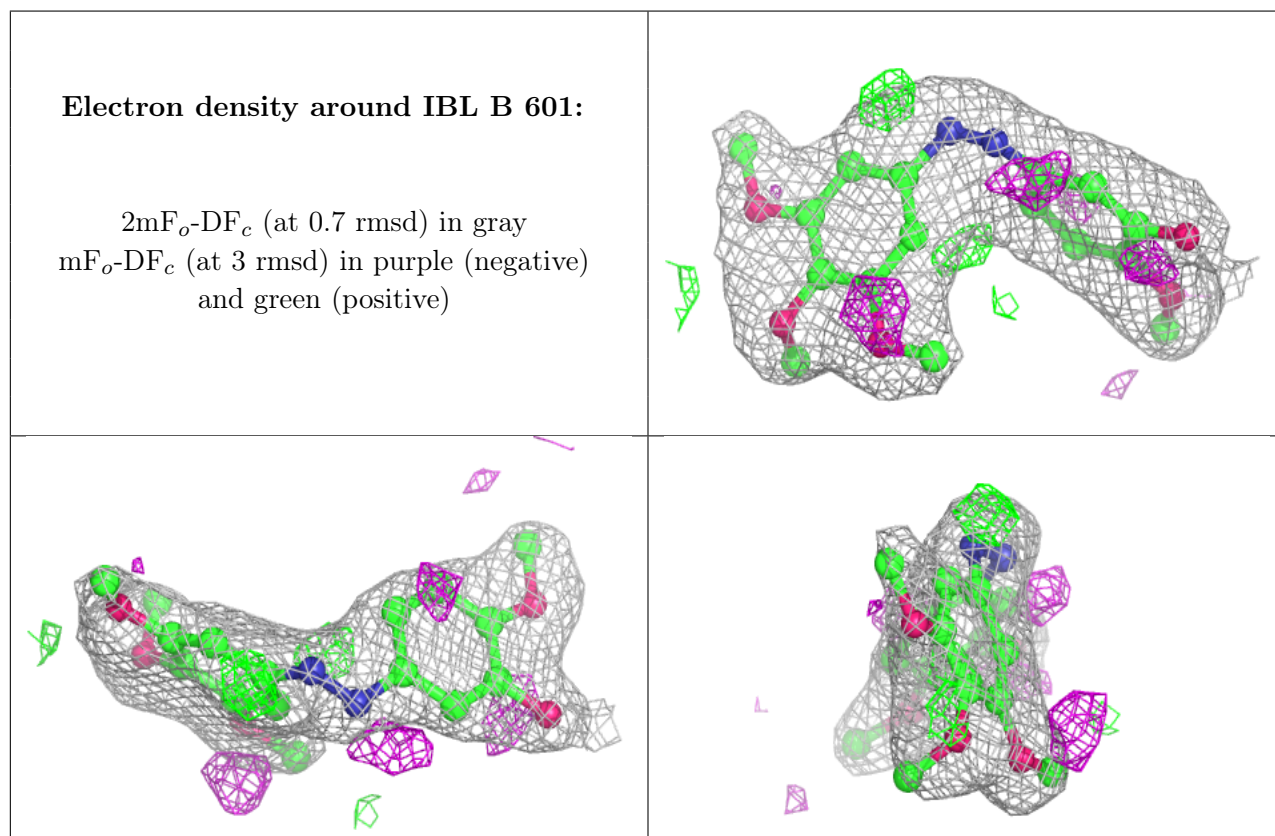 Electron density around IBL B 601:
2mFo-DFc (at 0.7 rmsd) in gray
mFo-DFc (at 3 rmsd) in purple (negative)
and green (positive)